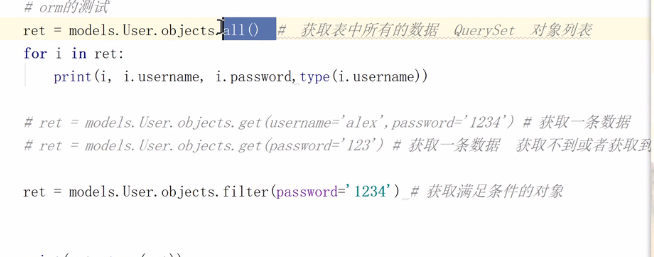 # orm的测试
ret = models.User.objects.all()  #  获取表中所有的数据  QuerySet  对象列表
for i in ret:
    print(i, i.username, i.password,type(i.username))
# ret = models.User.objects.get(username='alex',password='1234') # 获取一条数据
# ret = models.User.objects.get(password='123') # 获取一条数据  获取不到或者获取到
ret = models.User.objects.filter(password='1234')  # 获取满足条件的对象